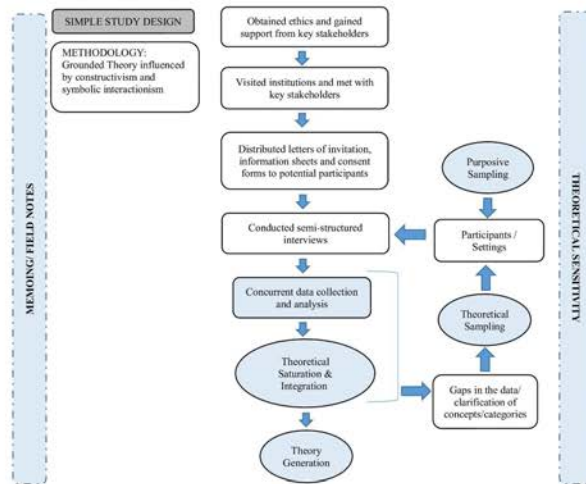 SIMPLE STUDY DESIGN
METHODOLOGY:
Grounded Theory influenced
by constructivism and
symbolic interactionism
MEMOING/ FIELD NOTES
Obtained ethics and gained
support from key stakeholders
Visited institutions and met with
key stakeholders
Distributed letters of invitation,
information sheets and consent
forms to potential participants
Conducted semi-structured
interviews
Concurrent data collection
and analysis
Theoretical
Saturation &
Integration
Theory
Generation
Purposive
Sampling
Participants /
Settings
Theoretical
Sampling
Gaps in the data/
clarification of
concepts/categories
THEORETICAL SENSITIVITY